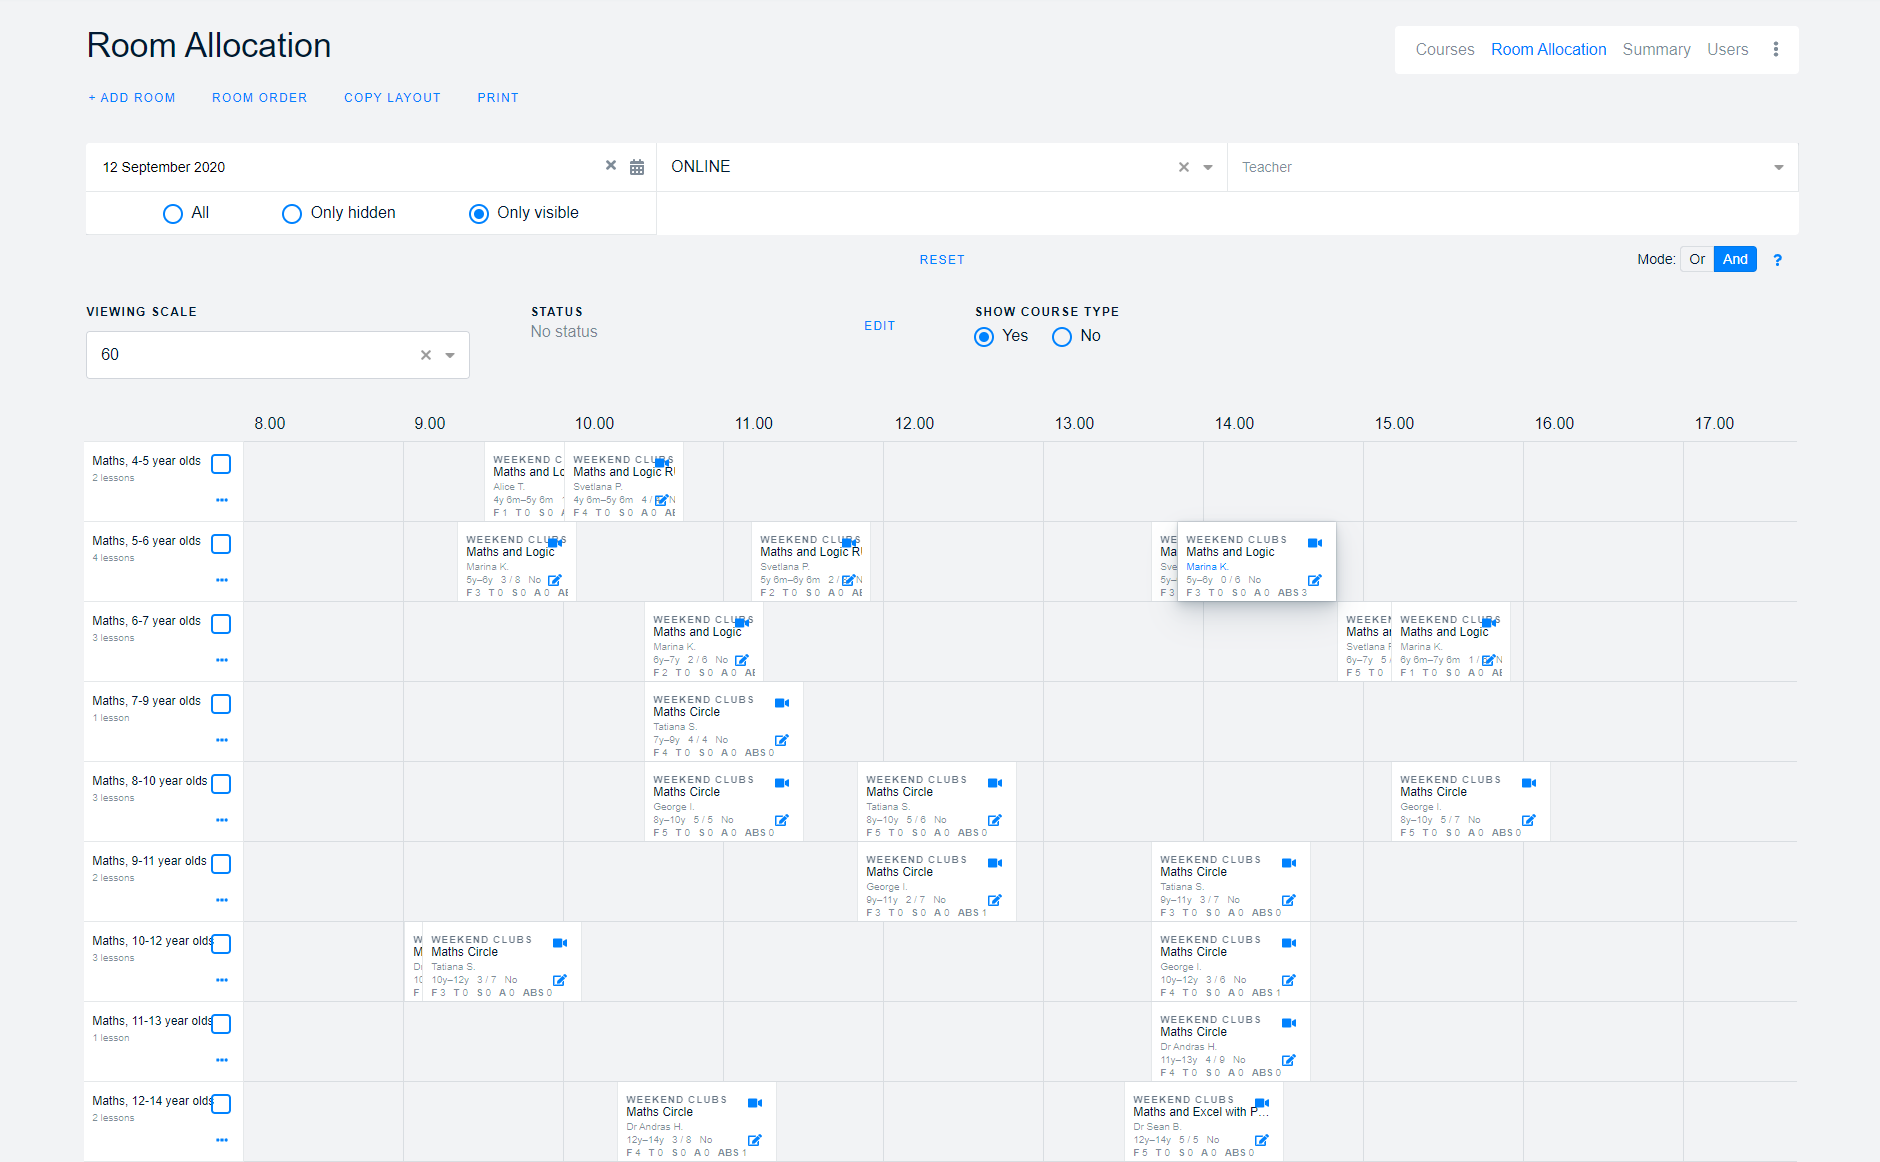 Room Allocation
Courses Room Allocation Summary Users
+ ADD ROOM ROOM ORDER COPY LAYOUT PRINT
12 September 2020 ONLINE Teacher
All Only hidden Only visible
RESET Mode: Or And ?
VIEWING SCALE STATUS SHOW COURSE TYPE
No status EDIT Yes No
60
8.00 9.00 10.00 11.00 12.00 13.00 14.00 15.00 16.00 17.00
Maths, 4-5 year olds
2 lessons
WEEKEND C
Maths and Lo
Alice T.
4y 6m–5y 6m
F 1 T 0 S 0
WEEKEND CLUBS
Maths and Logic RU
Svetlana P.
4y 6m–5y 6m 4 /
F 4 T 0 S 0 A 0 AE
Maths, 5-6 year olds
4 lessons
WEEKEND CLUBS
Maths and Logic
Marina K.
5y–6y 3 / 8 No
F 3 T 0 S 0 A 0 AE
WEEKEND CLUBS
Maths and Logic RU
Svetlana P.
5y 6m–6y 6m 2 /
F 2 T 0 S 0 A 0 AE
WE
Ma
Sve
5y–
F 3
WEEKEND CLUBS
Maths and Logic
Marina K.
5y–6y 0 / 6 No
F 3 T 0 S 0 A 0 ABS 3
Maths, 6-7 year olds
3 lessons
WEEKEND CLUBS
Maths and Logic
Marina K.
6y–7y 2 / 6 No
F 2 T 0 S 0 A 0 AE
WEEKEN
Maths ar
Svetlana P
6y–7y 5
F 5 T 0
WEEKEND CLUBS
Maths and Logic
Marina K.
6y 6m–7y 6m 1 /
F 1 T 0 S 0 A 0 AE
Maths, 7-9 year olds
1 lesson
WEEKEND CLUBS
Maths Circle
Tatiana S.
7y–9y 4 / 4 No
F 4 T 0 S 0 A 0 ABS 0
Maths, 8-10 year olds
3 lessons
WEEKEND CLUBS
Maths Circle
George I.
8y–10y 5 / 5 No
F 5 T 0 S 0 A 0 ABS 0
WEEKEND CLUBS
Maths Circle
Tatiana S.
8y–10y 5 / 6 No
F 5 T 0 S 0 A 0 ABS 0
WEEKEND CLUBS
Maths Circle
George I.
8y–10y 5 / 7 No
F 5 T 0 S 0 A 0 ABS 0
Maths, 9-11 year olds
2 lessons
WEEKEND CLUBS
Maths Circle
George I.
9y–11y 2 / 7 No
F 3 T 0 S 0 A 0 ABS 1
WEEKEND CLUBS
Maths Circle
Tatiana S.
9y–11y 3 / 7 No
F 3 T 0 S 0 A 0 ABS 0
Maths, 10-12 year olds
3 lessons
W
M
Dr
10
F
WEEKEND CLUBS
Maths Circle
Tatiana S.
10y–12y 3 / 7 No
F 3 T 0 S 0 A 0 ABS 0
WEEKEND CLUBS
Maths Circle
George I.
10y–12y 3 / 6 No
F 4 T 0 S 0 A 0 ABS 1
Maths, 11-13 year olds
1 lesson
WEEKEND CLUBS
Maths Circle
Dr Andras H.
11y–13y 4 / 9 No
F 4 T 0 S 0 A 0 ABS 0
Maths, 12-14 year olds
2 lessons
WEEKEND CLUBS
Maths Circle
Dr Andras H.
12y–14y 3 / 8 No
F 4 T 0 S 0 A 0 ABS 1
WEEKEND CLUBS
Maths and Excel with P...
Dr Sean B.
12y–14y 5 / 5 No
F 5 T 0 S 0 A 0 ABS 0